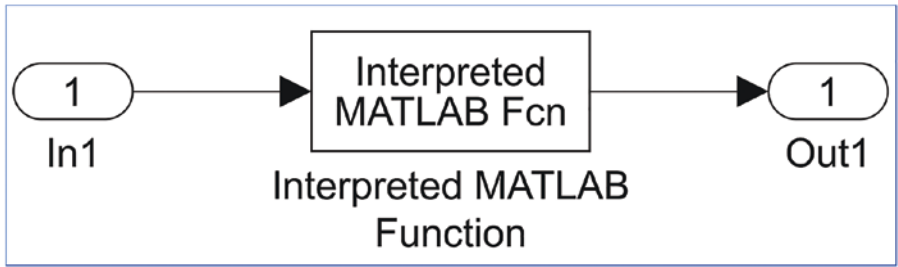 1
In1
Interpreted
MATLAB Fcn
Interpreted MATLAB
Function
1
Out1